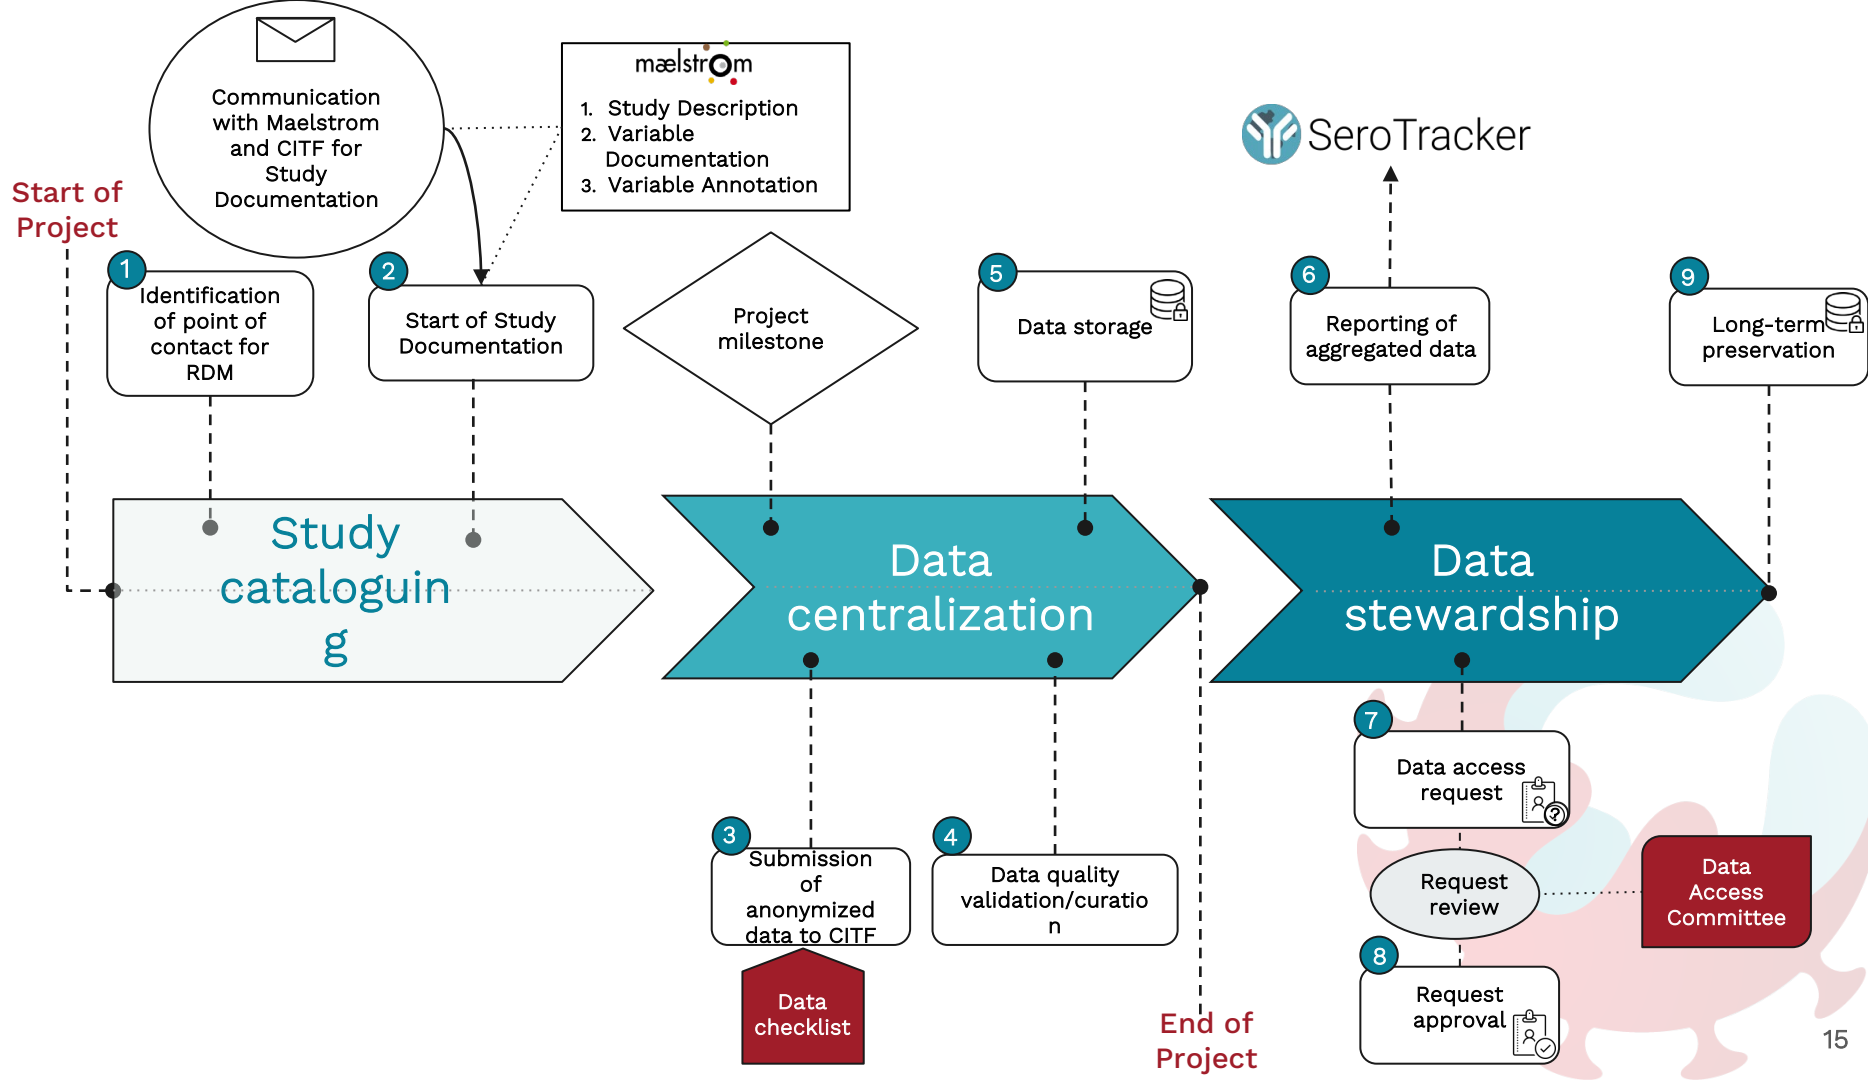 Communication
with Maelstrom
and CITF for
Study
Documentation
mælstrom
1. Study Description
2. Variable
Documentation
3. Variable Annotation
SeroTracker
Start of
Project
1
Identification
of point of
contact for
RDM
2
Start of Study
Documentation
Project
milestone
5
Data storage
6
Reporting of
aggregated data
9
Long-term
preservation
Study
cataloguin
g
Data
centralization
Data
stewardship
3
Submission
of
anonymized
data to CITF
Data
checklist
4
Data quality
validation/curatio
n
End of
Project
7
Data access
request
?
Request
review
Data
Access
Committee
8
Request
approval
15